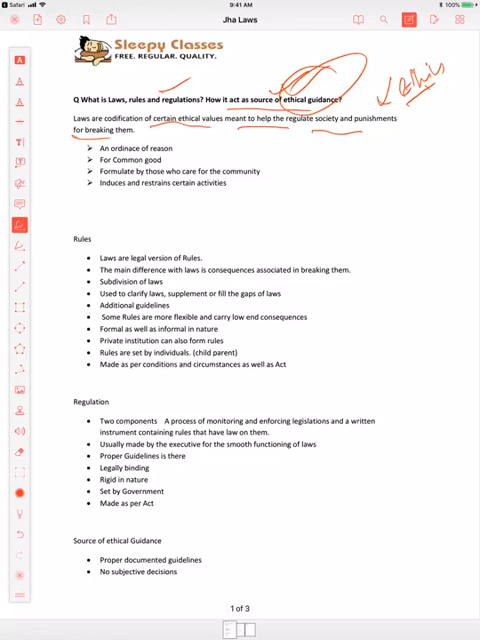 Safari
9:41 AM
100%
Jha Laws
Sleepy Classes
FREE. REGULAR. QUALITY.
Ethics
Q What is Laws, rules and regulations? How it act as source of ethical guidance?
Laws are codification of certain ethical values meant to help the regulate society and punishments
for breaking them.
An ordinace of reason
For Common good
Formulate by those who care for the community
Induces and restrains certain activities
Rules
Laws are legal version of Rules.
The main difference with laws is consequences associated in breaking them.
Subdivision of laws
Used to clarify laws, supplement or fill the gaps of laws
Additional guidelines
Some Rules are more flexible and carry low end consequences
Formal as well as informal in nature
Private institution can also form rules
Rules are set by individuals. (child parent)
Made as per conditions and circumstances as well as Act
Regulation
Two components A process of monitoring and enforcing legislations and a written
instrument containing rules that have law on them.
Usually made by the executive for the smooth functioning of laws
Proper Guidelines is there
Legally binding
Rigid in nature
Set by Government
Made as per Act
Source of ethical Guidance
Proper documented guidelines
No subjective decisions
1 of 3